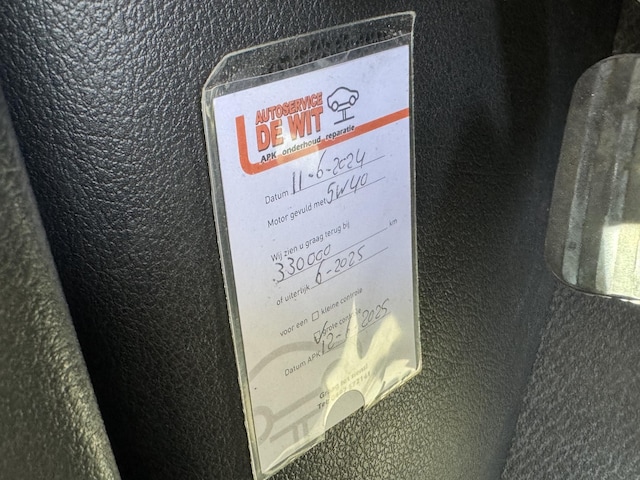 AUTOSERVICE
DE WIT
APK onderhoud reparatie
Datum 11-6-2024
Motor gevuld met 5W40
Wij zien u graag terug bij
330000 km
of uiterlijk 6-2025
voor een □ kleine controle
grote controle
Datum APK 12- 2025